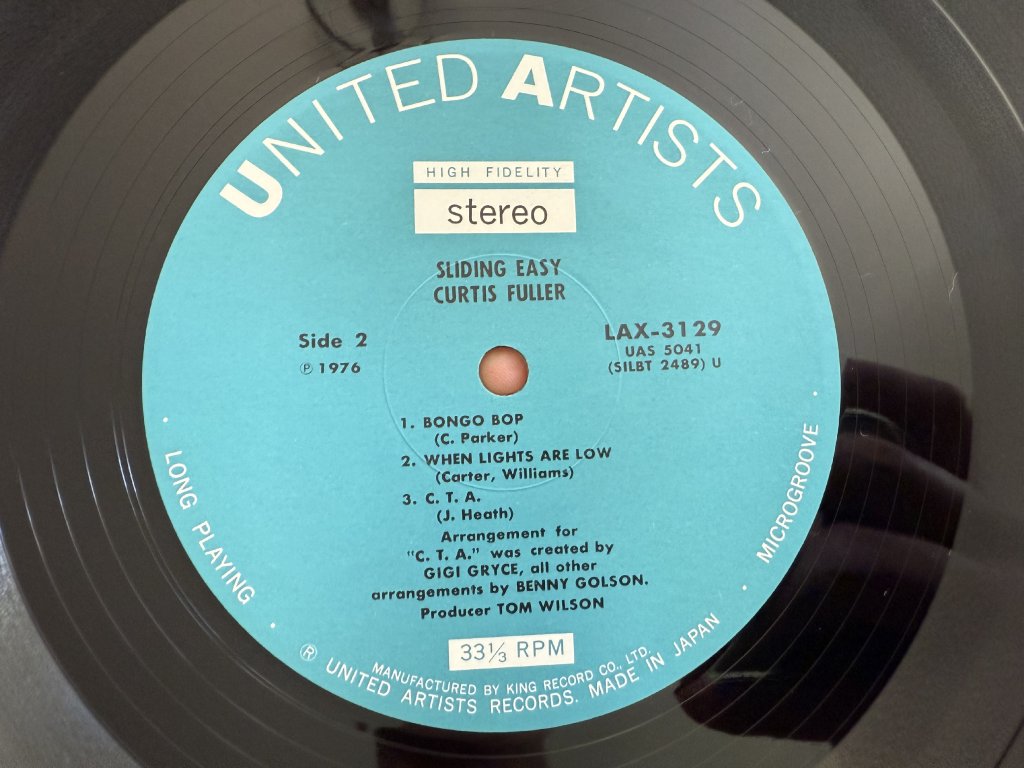 UNITED ARTISTS
HIGH FIDELITY
stereo
SLIDING EASY
CURTIS FULLER
Side 2
℗ 1976
LAX-3129
UAS 5041
(SILBT 2489) U
1. BONGO BOP
(C. Parker)
2. WHEN LIGHTS ARE LOW
(Carter, Williams)
3. C. T. A.
(J. Heath)
Arrangement for
"C. T. A." was created by
GIGI GRYCE, all other
arrangements by BENNY GOLSON.
Producer TOM WILSON
33⅓ RPM
LONG PLAYING
MICROGROOVE
MANUFACTURED BY KING RECORD CO., LTD.
® UNITED ARTISTS RECORDS. MADE IN JAPAN